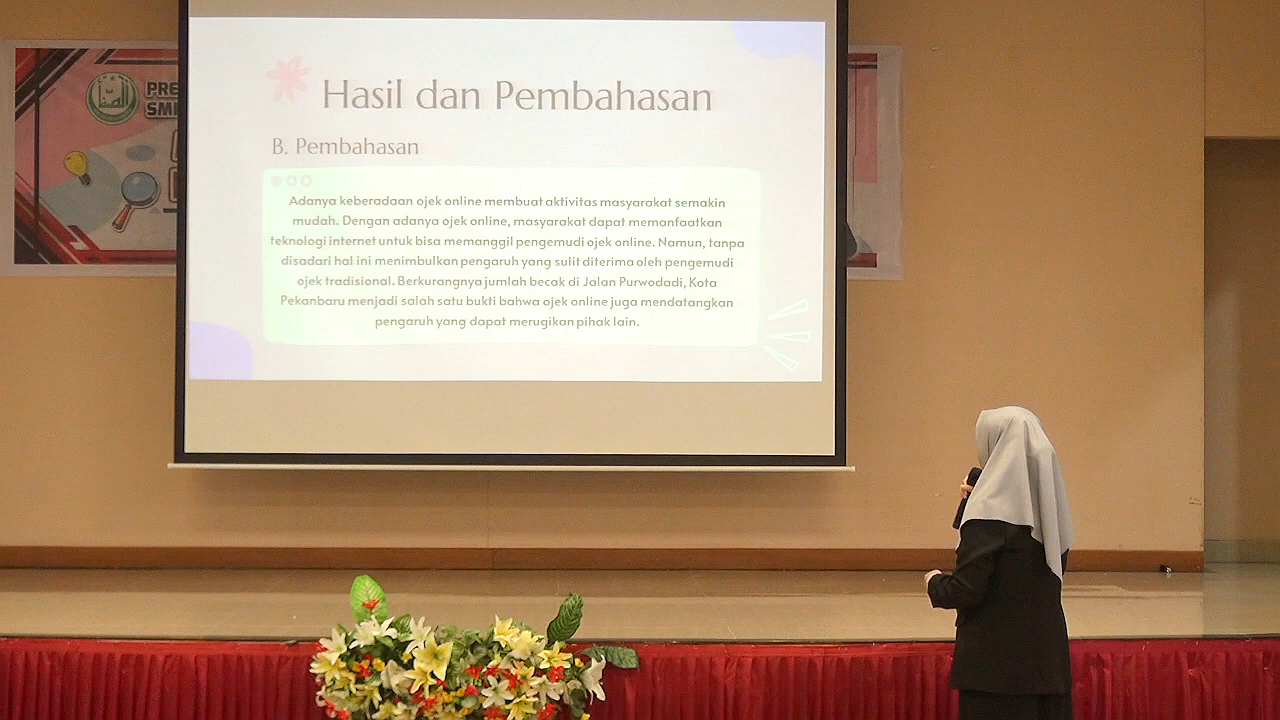 Hasil dan Pembahasan
B. Pembahasan
Adanya keberadaan ojek online membuat aktivitas masyarakat semakin
mudah. Dengan adanya ojek online, masyarakat dapat memanfaatkan
teknologi internet untuk bisa memanggil pengemudi ojek online. Namun, tanpa
disadari hal ini menimbulkan pengaruh yang sulit diterima oleh pengemudi
ojek tradisional. Berkurangnya jumlah becak di Jalan Purwodadi, Kota
Pekanbaru menjadi salah satu bukti bahwa ojek online juga mendatangkan
pengaruh yang dapat merugikan pihak lain.